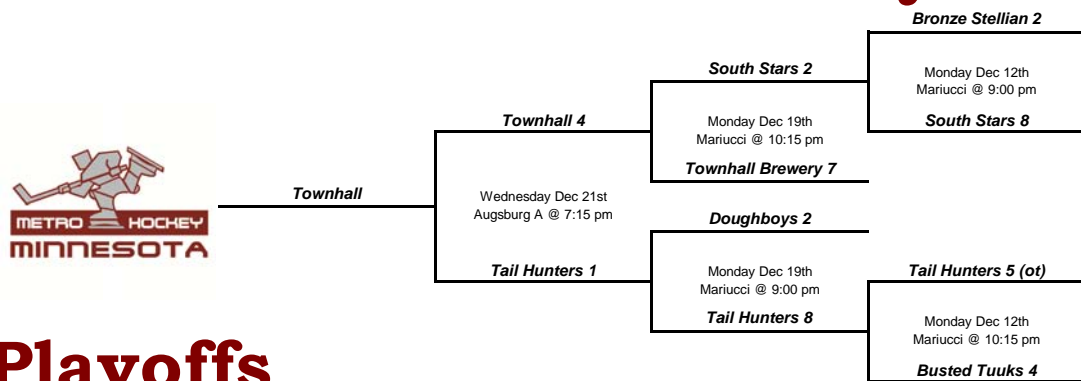 Bronze Stellian 2
South Stars 2
Monday Dec 12th
Mariucci @ 9:00 pm
Townhall 4
Monday Dec 19th
Mariucci @ 10:15 pm
South Stars 8
Townhall Brewery 7
Townhall
Wednesday Dec 21st
Augsburg A @ 7:15 pm
Doughboys 2
METRO HOCKEY
MINNESOTA
Tail Hunters 1
Monday Dec 19th
Mariucci @ 9:00 pm
Tail Hunters 5 (ot)
Tail Hunters 8
Monday Dec 12th
Mariucci @ 10:15 pm
Playoffs
Busted Tuuks 4